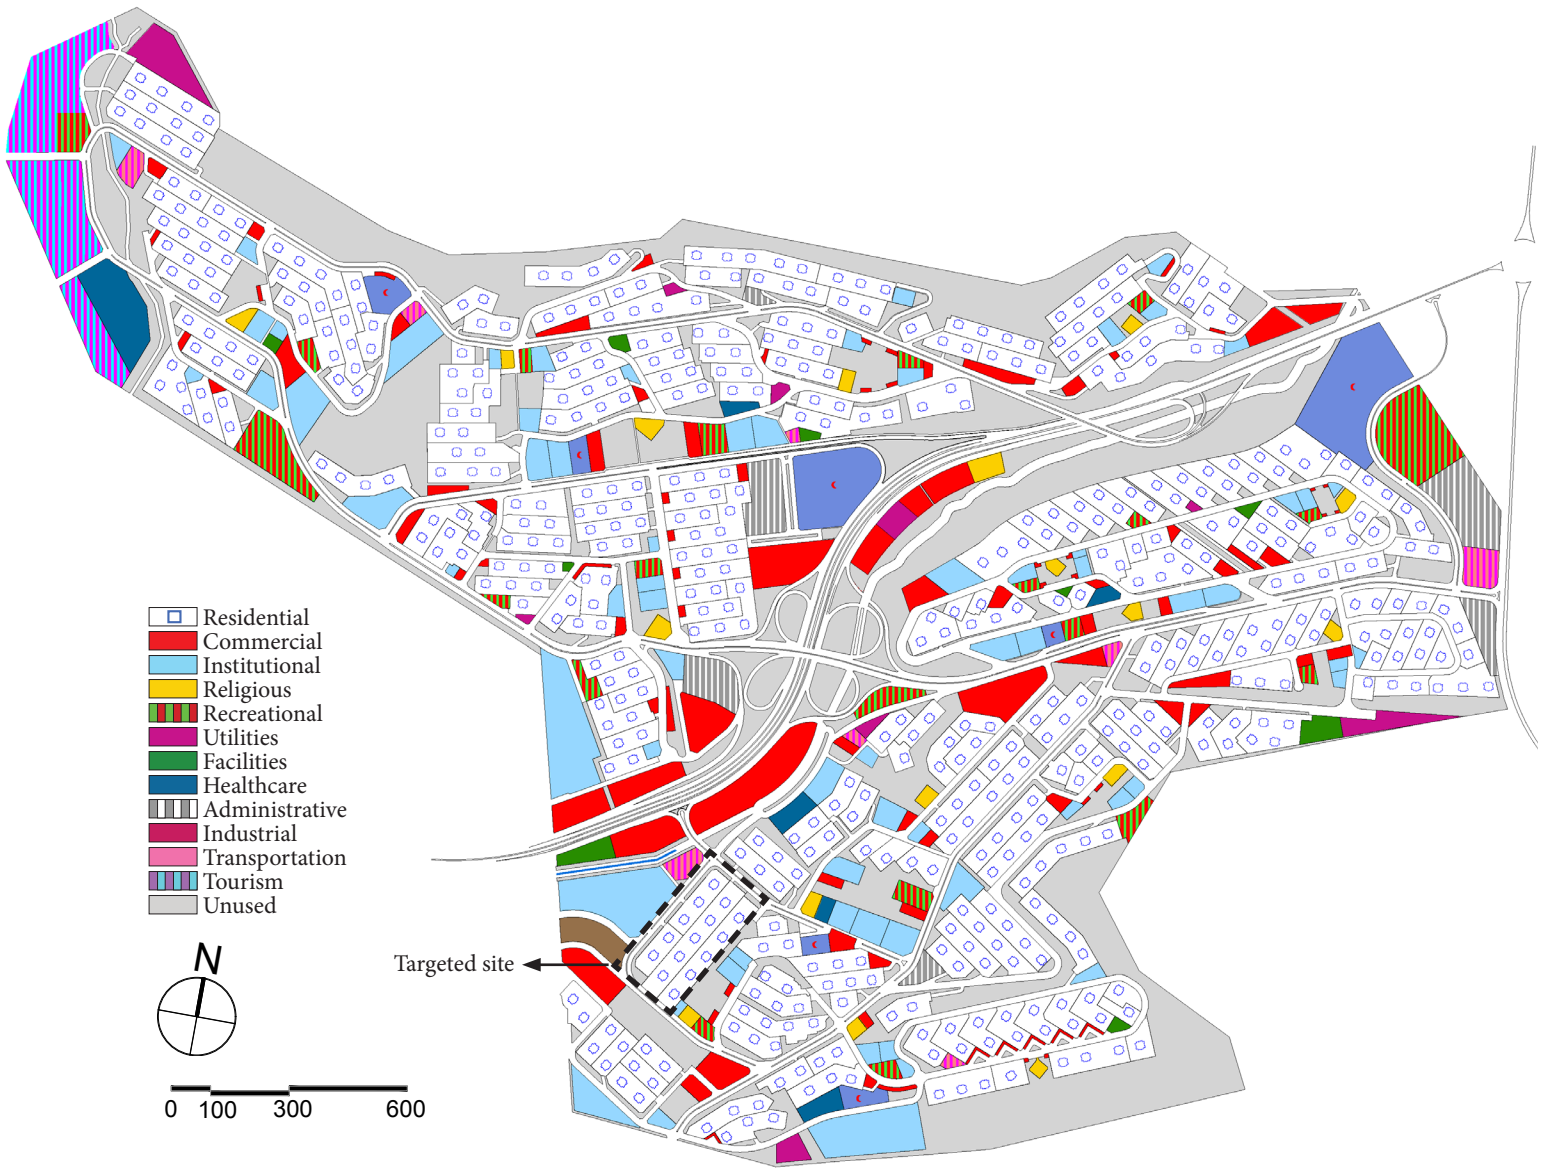 Residential
Commercial
Institutional
Religious
Recreational
Utilities
Facilities
Healthcare
Administrative
Industrial
Transportation
Tourism
Unused
Targeted site
N
0 100 300 600